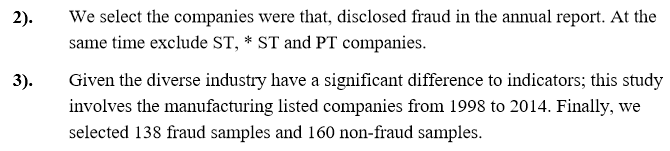 2). We select the companies were that, disclosed fraud in the annual report. At the
same time exclude ST, * ST and PT companies.
3). Given the diverse industry have a significant difference to indicators; this study
involves the manufacturing listed companies from 1998 to 2014. Finally, we
selected 138 fraud samples and 160 non-fraud samples.